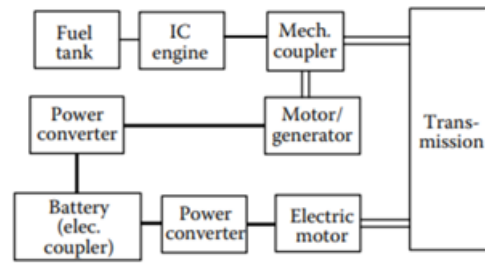 Fuel
tank
IC
engine
Mech.
coupler
Power
converter
Motor/
generator
Trans-
mission
Battery
(elec.
coupler)
Power
converter
Electric
motor